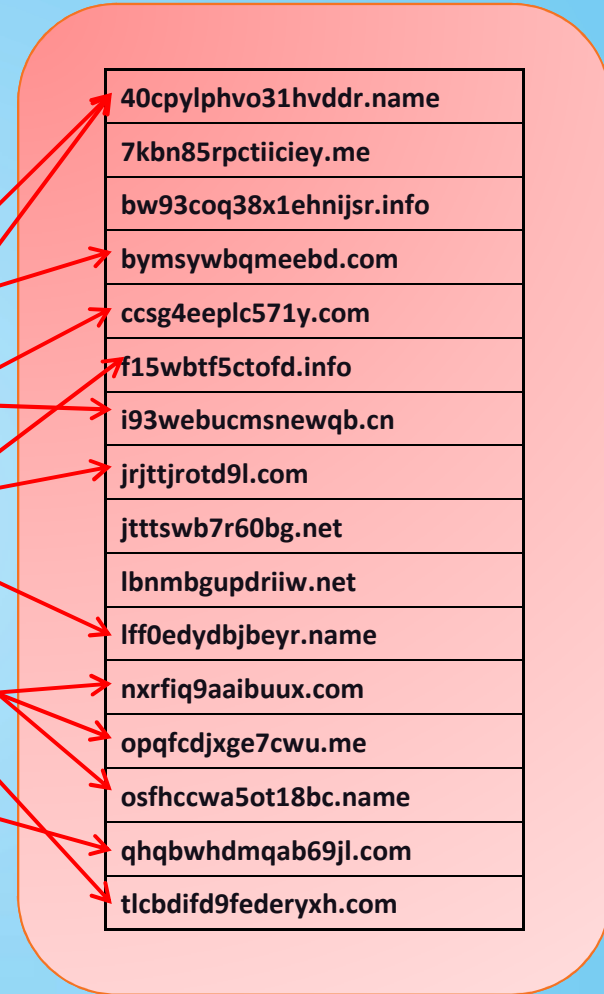 40cpylphvo31hvddr.name
7kbn85rpctiiciey.me
bw93coq38x1ehnijsr.info
bymsywbqmeebd.com
ccsg4eeplc571y.com
f15wbtf5ctofd.info
i93webucmsnewqb.cn
jrjttjrotd9l.com
jtttswb7r60bg.net
lbnmbgupdriiw.net
lff0edydbjbeyr.name
nxrfiq9aaibuux.com
opqfcdjxge7cwu.me
osfhccwa5ot18bc.name
qhqbwhdmqab69jl.com
tlcbdifd9federyxh.com